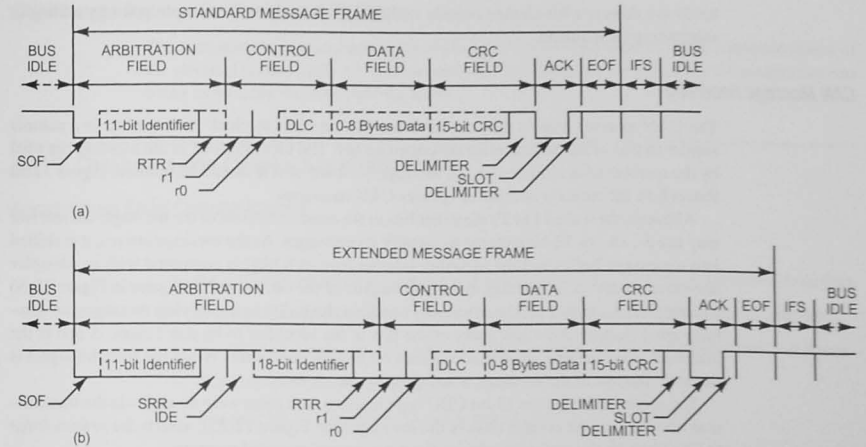 STANDARD MESSAGE FRAME
BUS IDLE
ARBITRATION FIELD
CONTROL FIELD
DATA FIELD
CRC FIELD
ACK
EOF
IFS
BUS IDLE
11-bit Identifier
DLC
0-8 Bytes Data
15-bit CRC
SOF
RTR
r1
r0
DELIMITER
SLOT
DELIMITER
(a)
EXTENDED MESSAGE FRAME
BUS IDLE
ARBITRATION FIELD
CONTROL FIELD
DATA FIELD
CRC FIELD
ACK
EOF
IFS
BUS IDLE
11-bit Identifier
18-bit Identifier
DLC
0-8 Bytes Data
15-bit CRC
SOF
SRR
IDE
RTR
r1
r0
DELIMITER
SLOT
DELIMITER
(b)